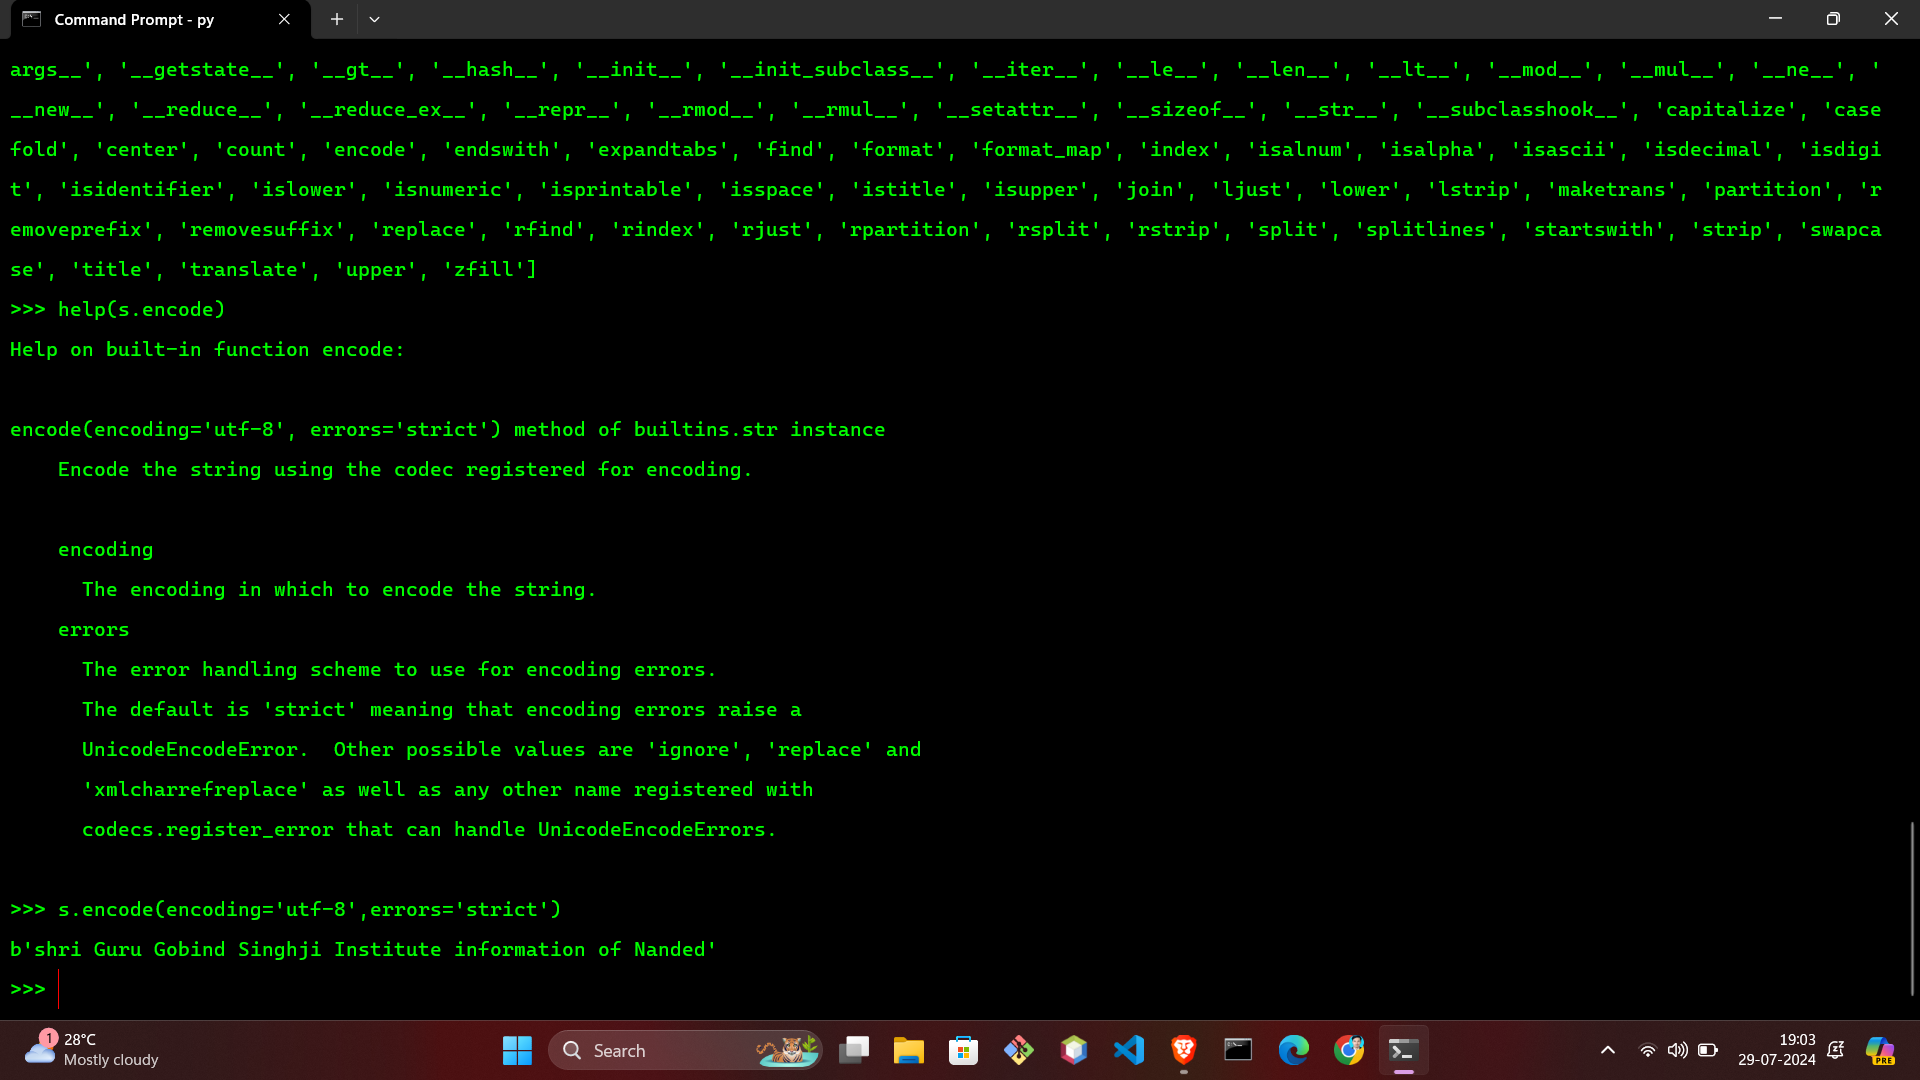 Command Prompt - py
args__', '__getstate__', '__gt__', '__hash__', '__init__', '__init_subclass__', '__iter__', '__le__', '__len__', '__lt__', '__mod__', '__mul__', '__ne__', '
__new__', '__reduce__', '__reduce_ex__', '__repr__', '__rmod__', '__rmul__', '__setattr__', '__sizeof__', '__str__', '__subclasshook__', 'capitalize', 'case
fold', 'center', 'count', 'encode', 'endswith', 'expandtabs', 'find', 'format', 'format_map', 'index', 'isalnum', 'isalpha', 'isascii', 'isdecimal', 'isdigi
t', 'isidentifier', 'islower', 'isnumeric', 'isprintable', 'isspace', 'istitle', 'isupper', 'join', 'ljust', 'lower', 'lstrip', 'maketrans', 'partition', 'r
emoveprefix', 'removesuffix', 'replace', 'rfind', 'rindex', 'rjust', 'rpartition', 'rsplit', 'rstrip', 'split', 'splitlines', 'startswith', 'strip', 'swapca
se', 'title', 'translate', 'upper', 'zfill']
>>> help(s.encode)
Help on built-in function encode:
encode(encoding='utf-8', errors='strict') method of builtins.str instance
Encode the string using the codec registered for encoding.
encoding
The encoding in which to encode the string.
errors
The error handling scheme to use for encoding errors.
The default is 'strict' meaning that encoding errors raise a
UnicodeEncodeError.  Other possible values are 'ignore', 'replace' and
'xmlcharrefreplace' as well as any other name registered with
codecs.register_error that can handle UnicodeEncodeErrors.
>>> s.encode(encoding='utf-8',errors='strict')
b'shri Guru Gobind Singhji Institute information of Nanded'
>>>
1
28°C
Mostly cloudy
Search
19:03
29-07-2024
PRE